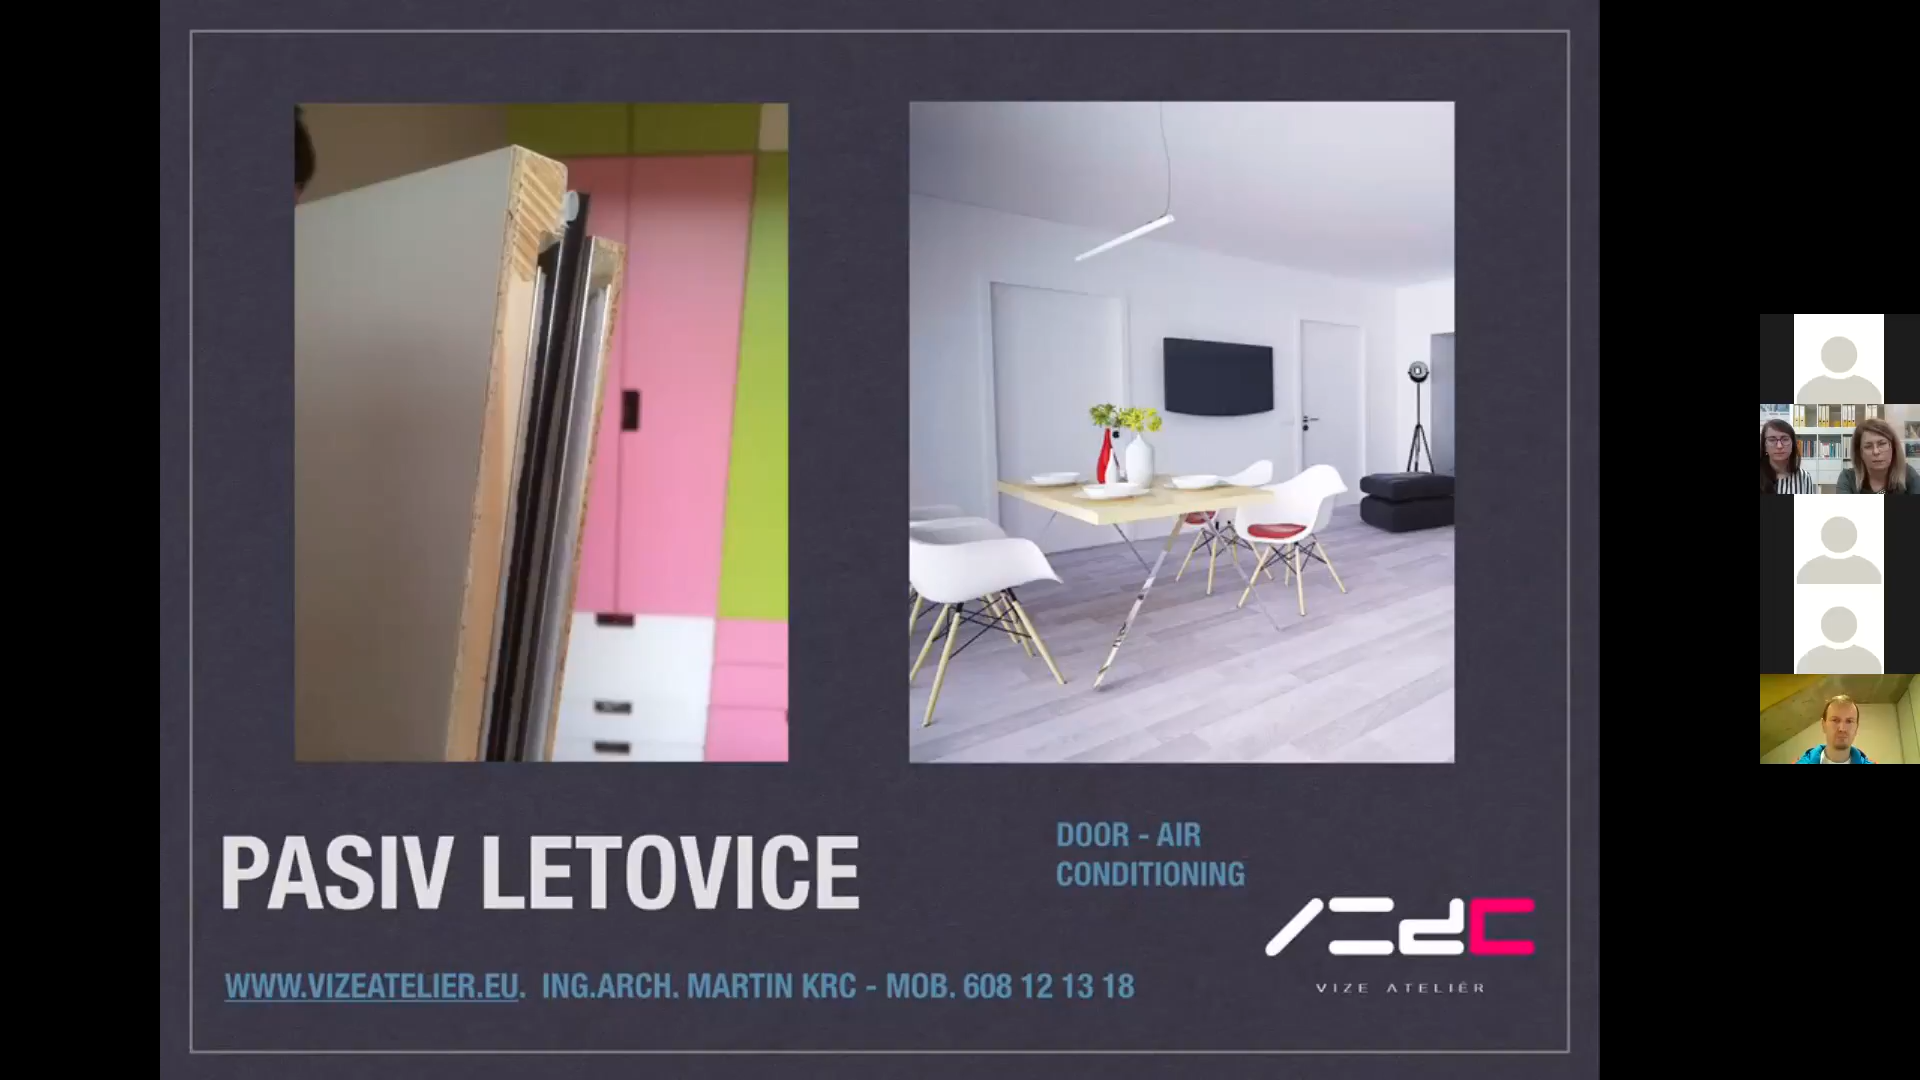 PASIV LETOVICE
DOOR - AIR
CONDITIONING
WWW.VIZEATELIER.EU. ING.ARCH. MARTIN KRC - MOB. 608 12 13 18
VIZE ATELIÉR